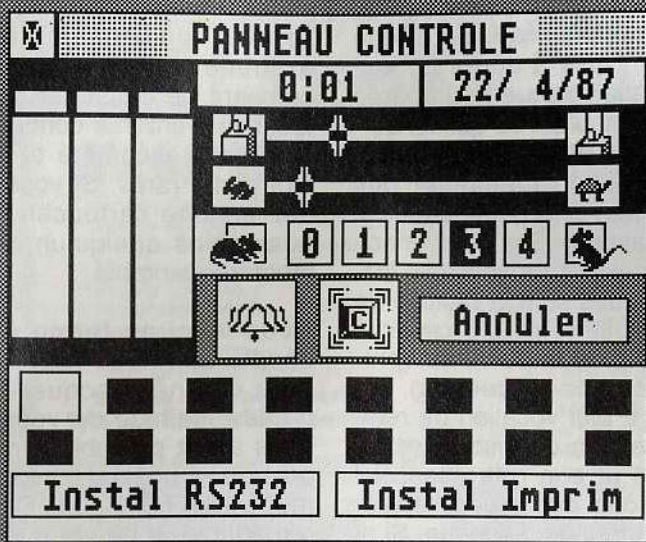 PANNEAU CONTROLE
0:01 22/ 4/87
0 1 2 3 4
C Annuler
Instal RS232 Instal Imprim